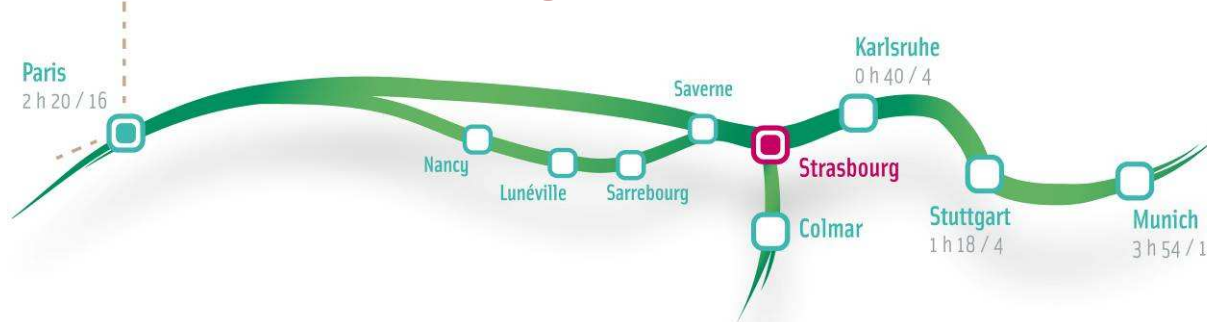 Paris
2 h 20 / 16
Nancy
Lunéville
Sarrebourg
Saverne
Strasbourg
Colmar
Karlsruhe
0 h 40 / 4
Stuttgart
1 h 18 / 4
Munich
3 h 54 / 1